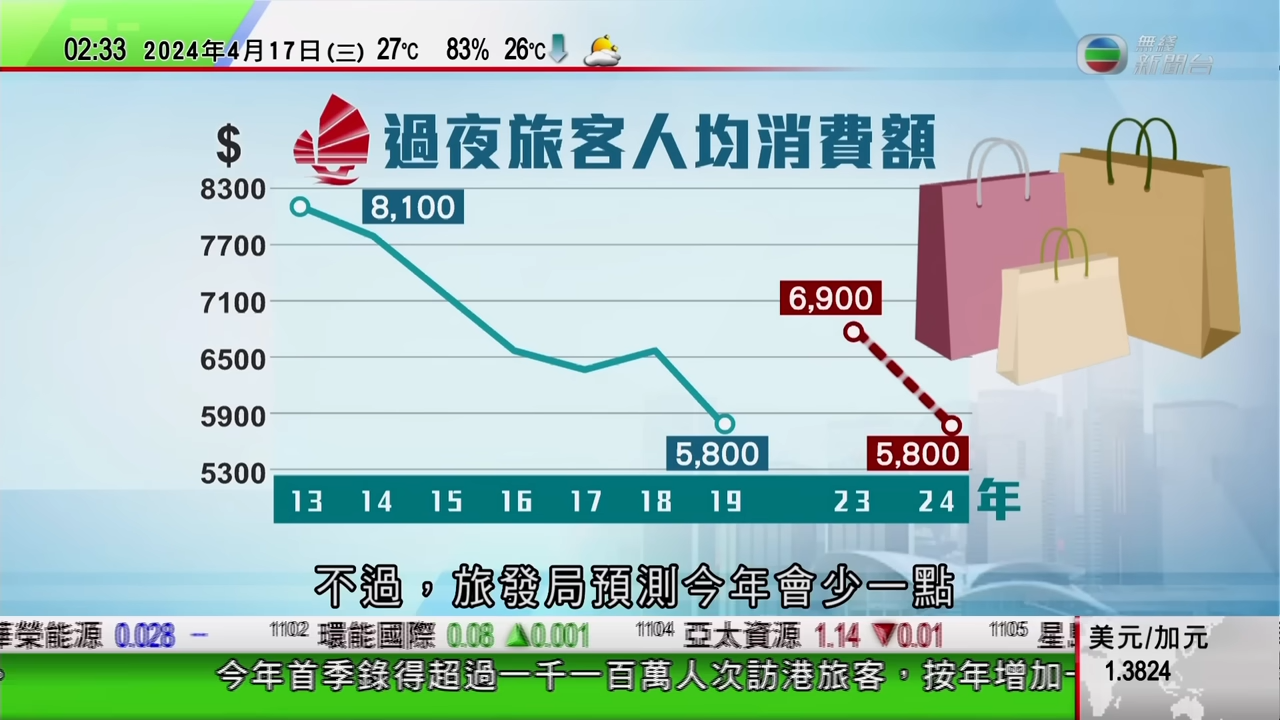 02:33 2024年4月17日(三) 27℃ 83% 26℃
無綫新聞台
$ 過夜旅客人均消費額
8300
8,100
7700
7100
6,900
6500
5900
5,800
5,800
5300
13 14 15 16 17 18 19 23 24 年
不過，旅發局預測今年會少一點
華榮能源 0.028 – 1102 環能國際 0.08 ▲0.001 1104 亞太資源 1.14 ▼0.01 1105 星
美元/加元
1.3824
今年首季錄得超過一千一百萬人次訪港旅客，按年增加